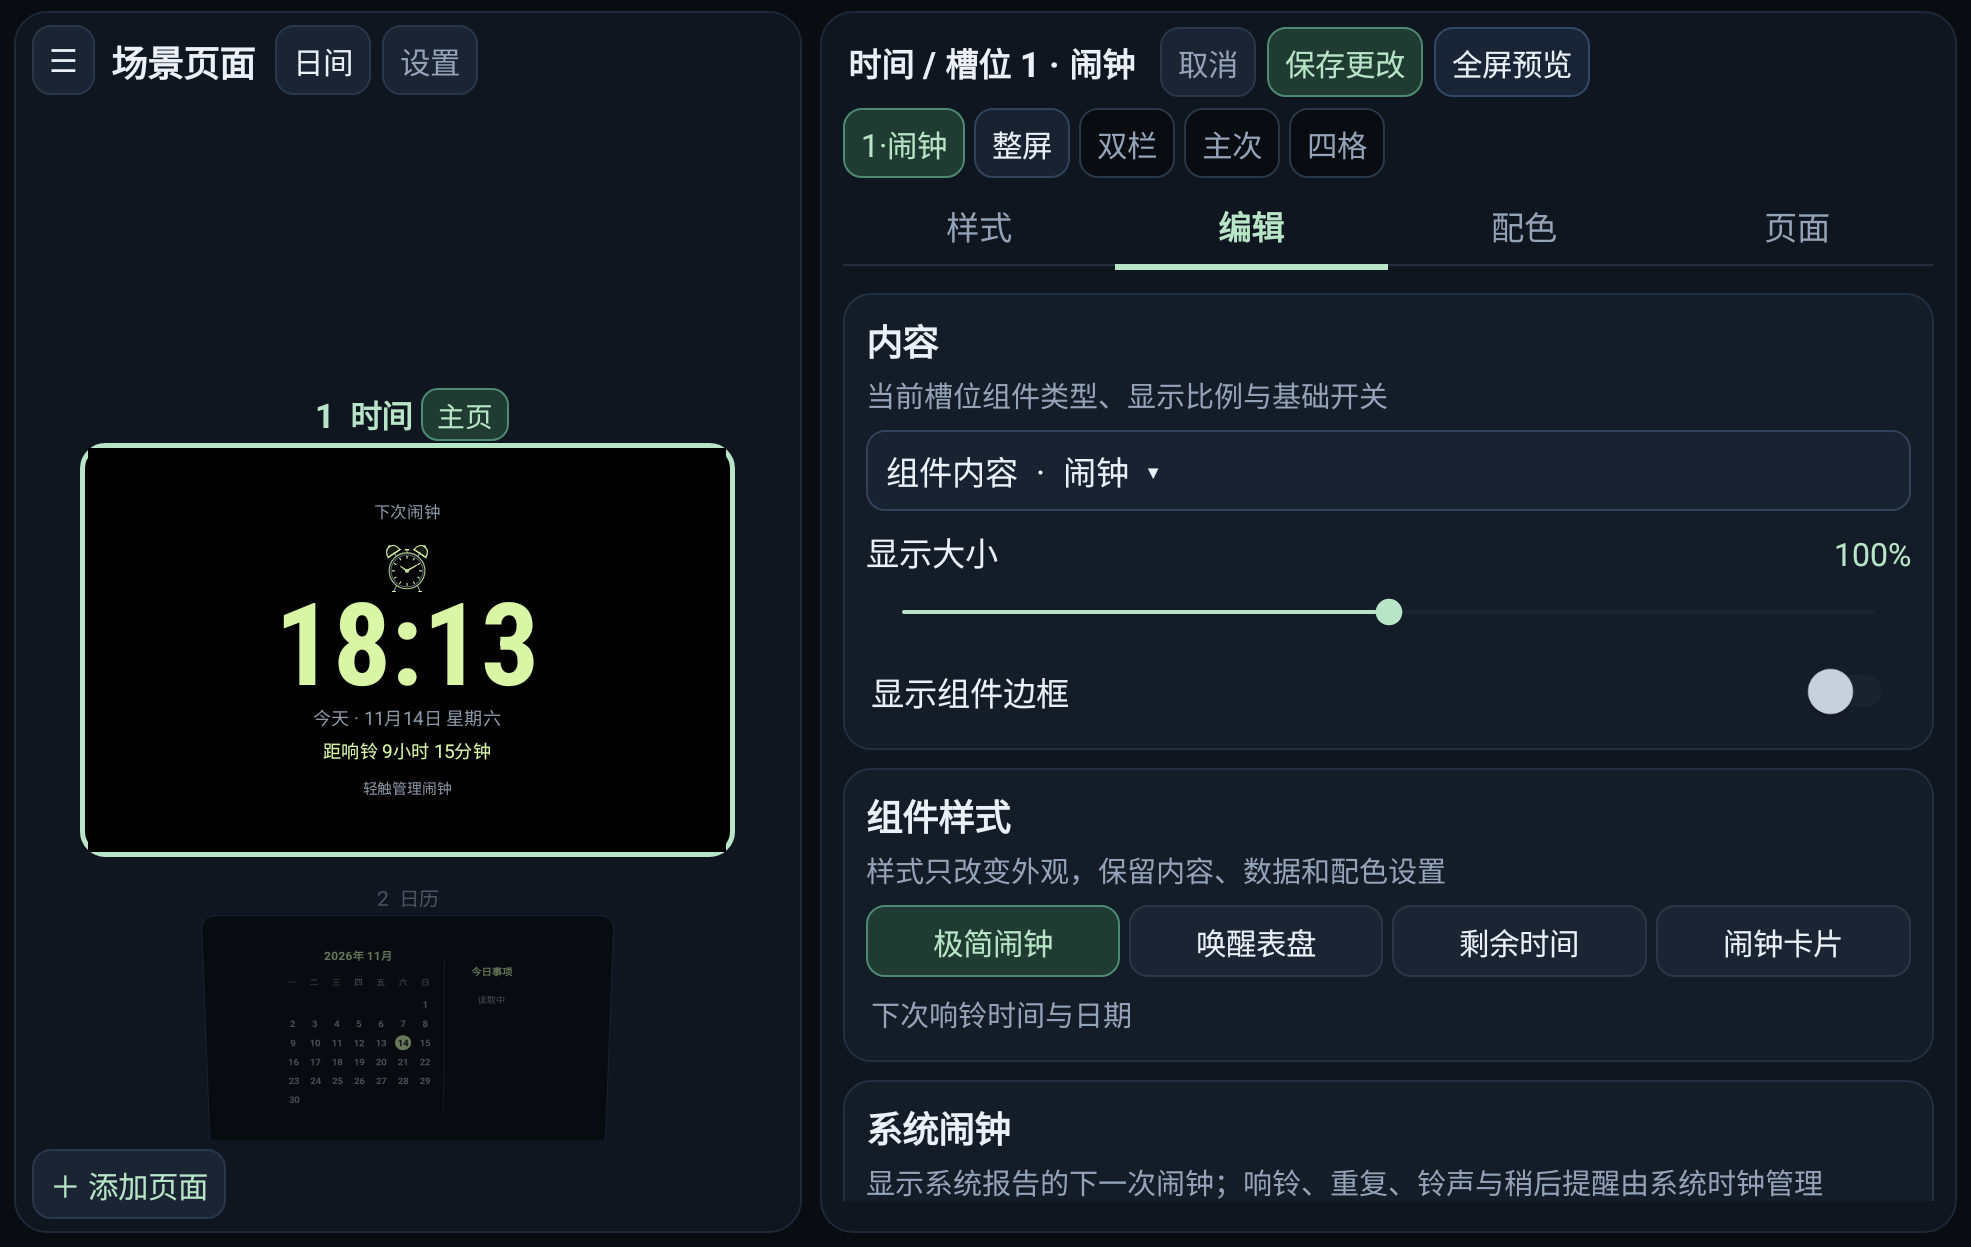 ☰ 场景页面 日间 设置
1 时间 主页
下次闹钟
18:13
今天 · 11月14日 星期六
距响铃 9小时 15分钟
轻触管理闹钟
2 日历
2026年 11月
一 二 三 四 五 六 日
1
2 3 4 5 6 7 8
9 10 11 12 13 14 15
16 17 18 19 20 21 22
23 24 25 26 27 28 29
30
今日事项
读取中
+ 添加页面
时间 / 槽位 1 · 闹钟 取消 保存更改 全屏预览
1·闹钟 整屏 双栏 主次 四格
样式 编辑 配色 页面
内容
当前槽位组件类型、显示比例与基础开关
组件内容 · 闹钟 ▾
显示大小 100%
显示组件边框
组件样式
样式只改变外观，保留内容、数据和配色设置
极简闹钟 唤醒表盘 剩余时间 闹钟卡片
下次响铃时间与日期
系统闹钟
显示系统报告的下一次闹钟；响铃、重复、铃声与稍后提醒由系统时钟管理